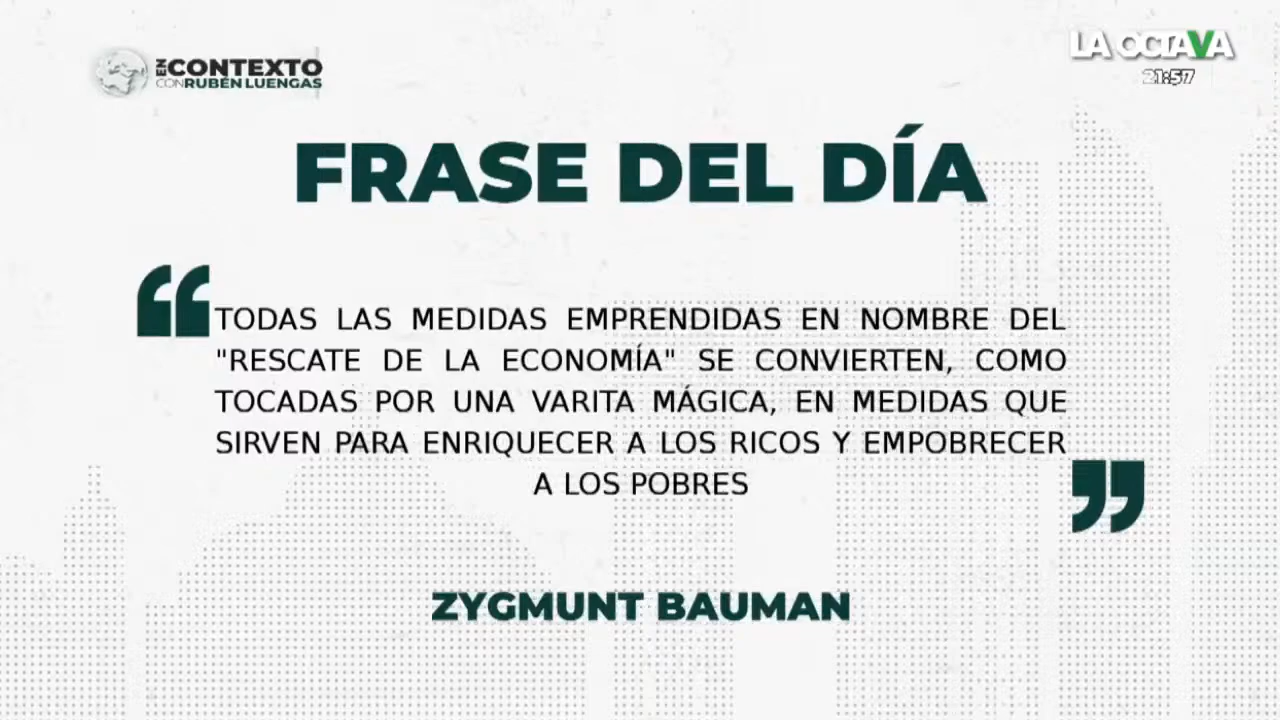 EN CONTEXTO
CON RUBÉN LUENGAS
LA OCTAVA
21:57
FRASE DEL DÍA
“TODAS LAS MEDIDAS EMPRENDIDAS EN NOMBRE DEL
"RESCATE DE LA ECONOMÍA" SE CONVIERTEN, COMO
TOCADAS POR UNA VARITA MÁGICA, EN MEDIDAS QUE
SIRVEN PARA ENRIQUECER A LOS RICOS Y EMPOBRECER
A LOS POBRES”
ZYGMUNT BAUMAN